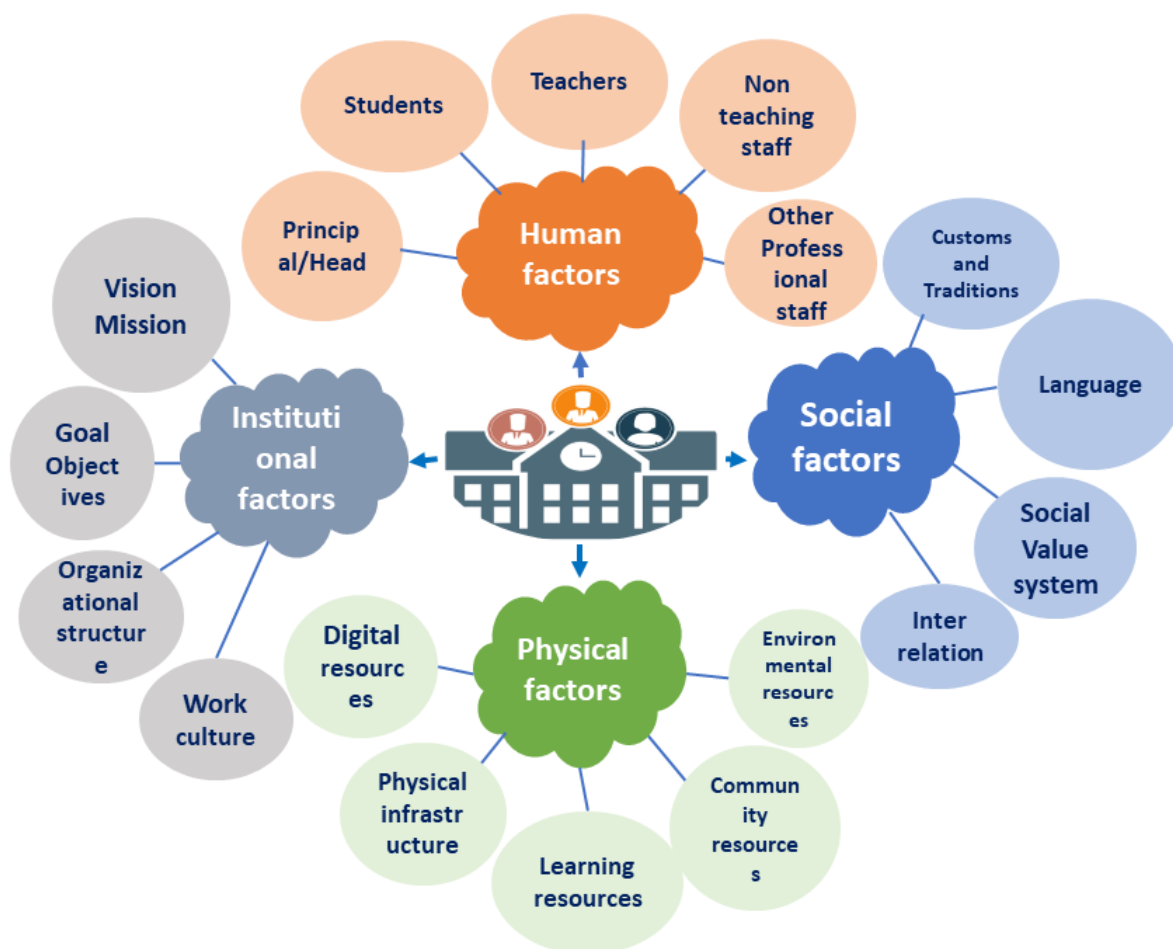 Students
Teachers
Non
teaching
staff
Princip
al/Head
Human
factors
Other
Profess
ional
staff
Customs
and
Traditions
Vision
Mission
Language
Goal
Object
ives
Instituti
onal
factors
Social
factors
Social
Value
system
Organiz
ational
structur
e
Inter
relation
Work
culture
Digital
resourc
es
Physical
factors
Environ
mental
resourc
es
Physical
infrastr
ucture
Learning
resources
Commun
ity
resource
s